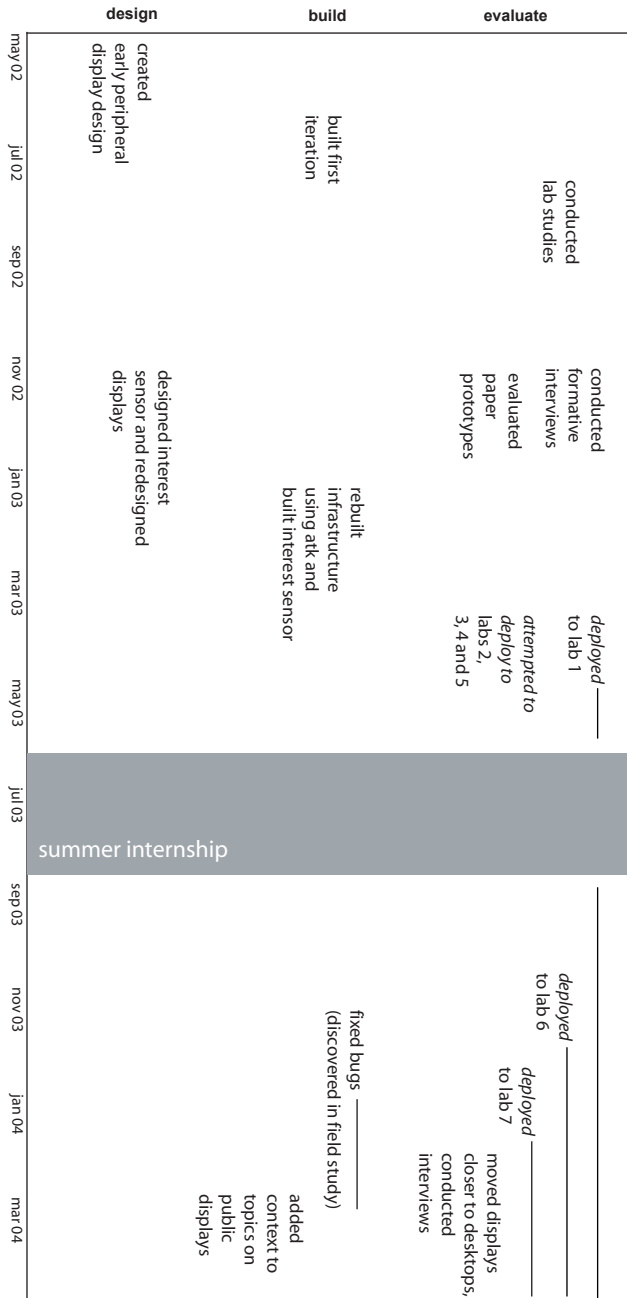 design
build
evaluate
may 02
jul 02
sep 02
nov 02
jan 03
mar 03
may 03
jul 03
sep 03
nov 03
jan 04
mar 04
created
early peripheral
display design
designed interest
sensor and redesigned
displays
built first
iteration
rebuilt
infrastructure
using atk and
built interest sensor
fixed bugs
(discovered in field study)
added
context to
topics on
public
displays
conducted
lab studies
conducted
formative
interviews
evaluated
paper
prototypes
deployed
to lab 1
attempted to
deploy to
labs 2,
3, 4 and 5
summer internship
deployed
to lab 6
deployed
to lab 7
moved displays
closer to desktops,
conducted
interviews